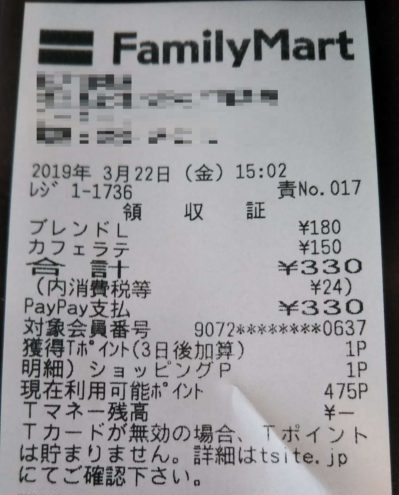 FamilyMart
2019年 3月22日(金) 15:02
レジ 1-1736 責No.017
領 収 証
ブレンドL ¥180
カフェラテ ¥150
合 計 ¥330
(内消費税等 ¥24)
PayPay支払 ¥330
対象会員番号 9072********0637
獲得Tポイント(3日後加算) 1P
明細) ショッピングP 1P
現在利用可能ポイント 475P
Tマネー残高 ¥−
Tカードが無効の場合、Tポイント
は貯まりません。詳細はtsite.jp
にてご確認下さい。